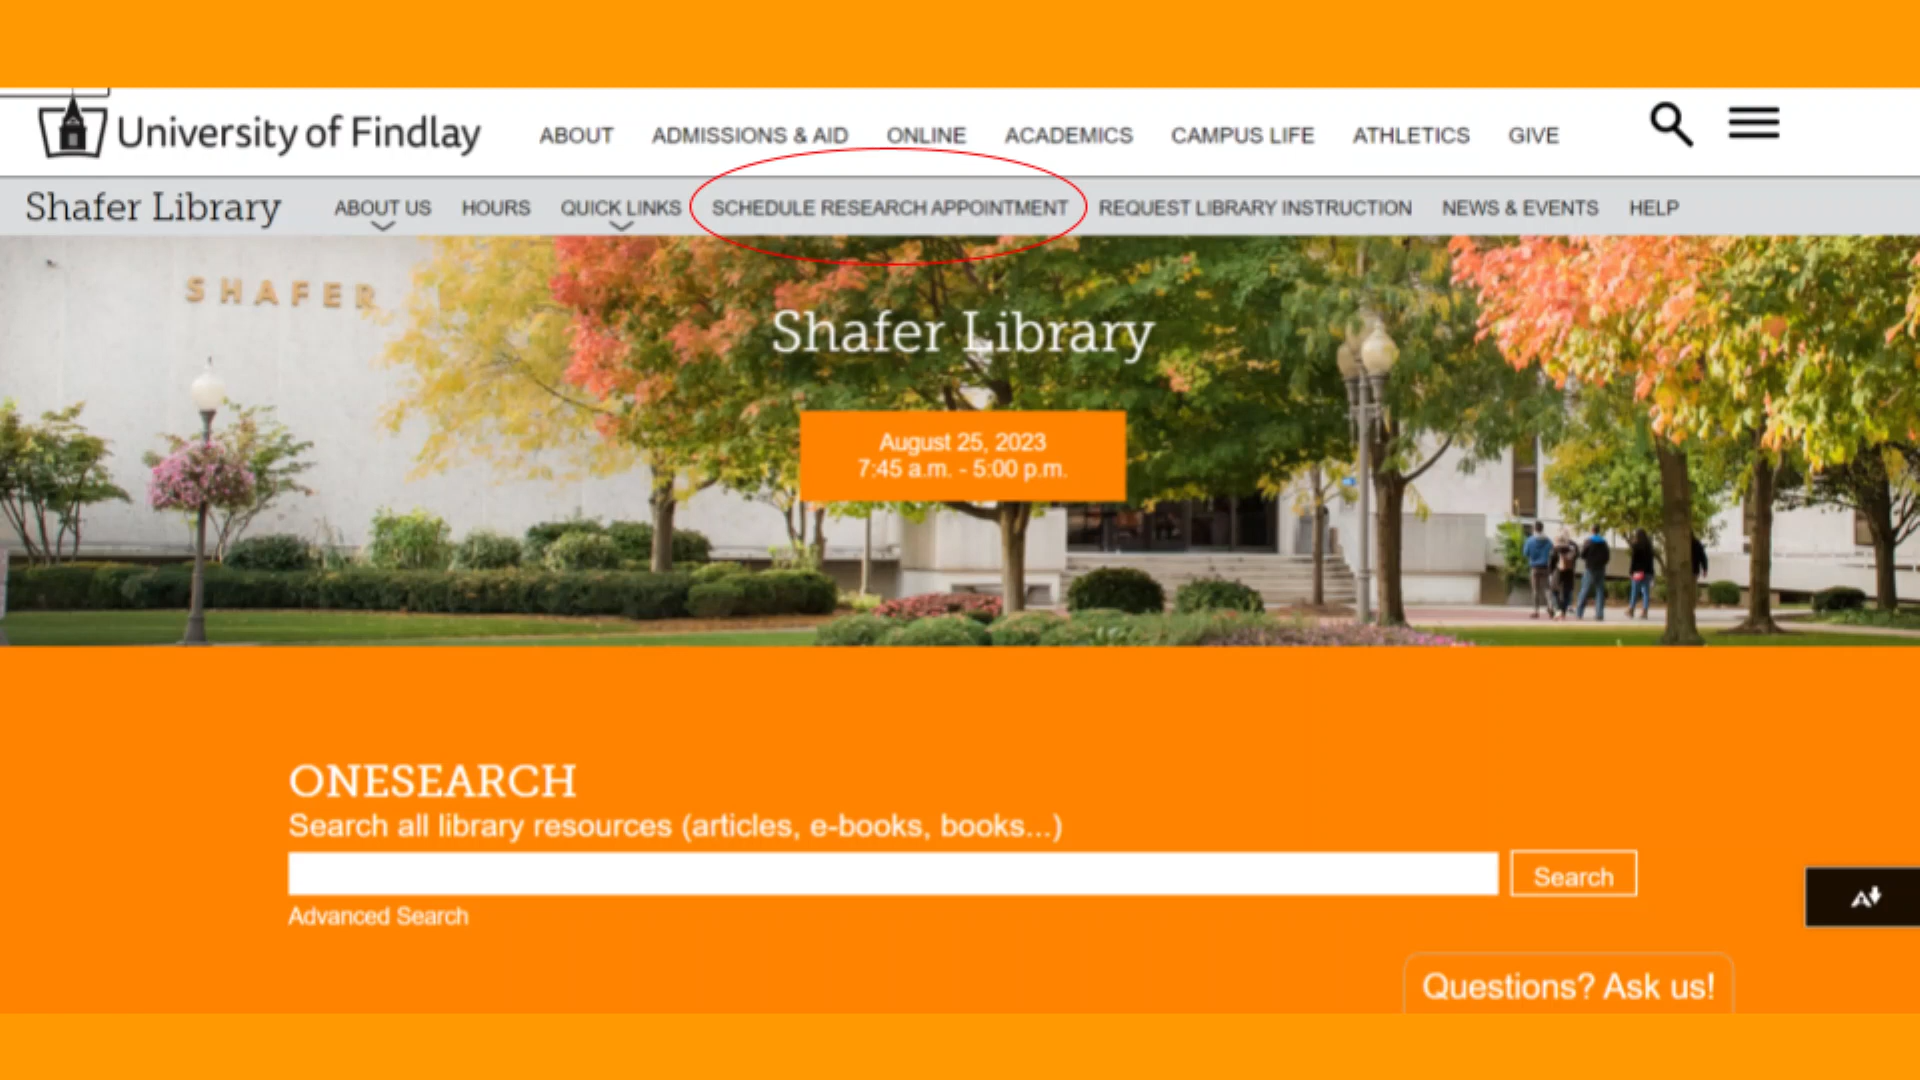 University of Findlay
ABOUT ADMISSIONS & AID ONLINE ACADEMICS CAMPUS LIFE ATHLETICS GIVE
Shafer Library
ABOUT US HOURS QUICK LINKS SCHEDULE RESEARCH APPOINTMENT REQUEST LIBRARY INSTRUCTION NEWS & EVENTS HELP
SHAFER
Shafer Library
August 25, 2023
7:45 a.m. - 5:00 p.m.
ONESEARCH
Search all library resources (articles, e-books, books...)
Search
Advanced Search
Questions? Ask us!